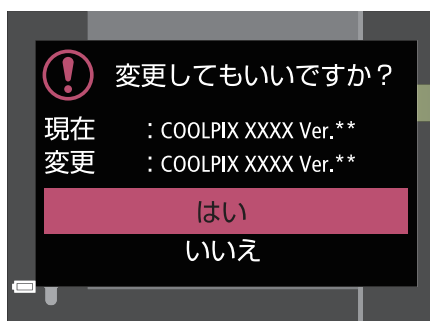 変更してもいいですか？
現在　：COOLPIX XXXX Ver.**
変更　：COOLPIX XXXX Ver.**
はい
いいえ